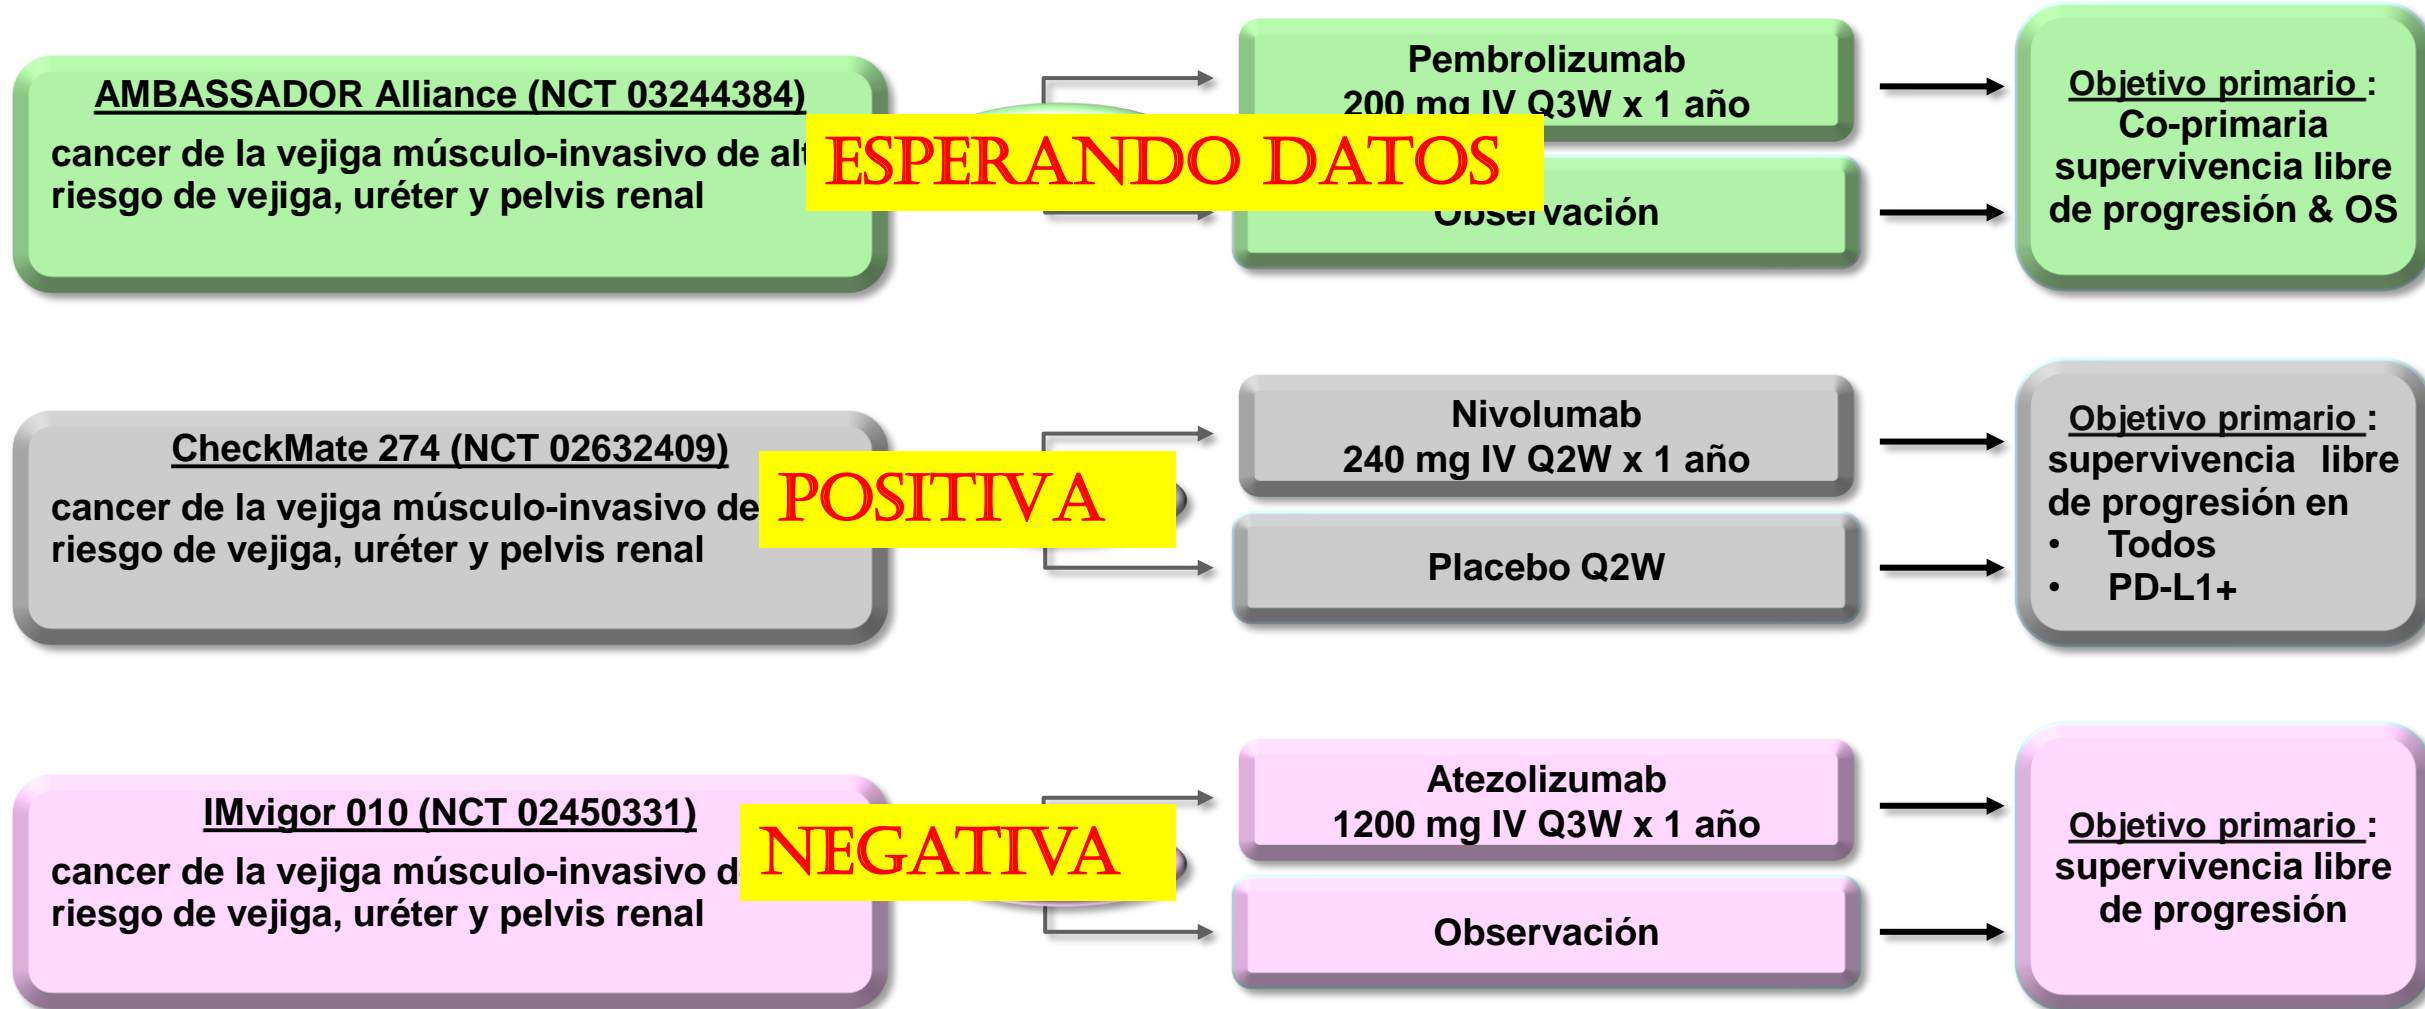 AMBASSADOR Alliance (NCT 03244384)
cancer de la vejiga músculo-invasivo de alt
riesgo de vejiga, uréter y pelvis renal
ESPERANDO DATOS
Pembrolizumab
200 mg IV Q3W x 1 año
Observación
Objetivo primario :
Co-primaria
supervivencia libre
de progresión & OS
CheckMate 274 (NCT 02632409)
cancer de la vejiga músculo-invasivo de
riesgo de vejiga, uréter y pelvis renal
POSITIVA
Nivolumab
240 mg IV Q2W x 1 año
Placebo Q2W
Objetivo primario :
supervivencia libre
de progresión en
• Todos
• PD-L1+
IMvigor 010 (NCT 02450331)
cancer de la vejiga músculo-invasivo d
riesgo de vejiga, uréter y pelvis renal
NEGATIVA
Atezolizumab
1200 mg IV Q3W x 1 año
Observación
Objetivo primario :
supervivencia libre
de progresión